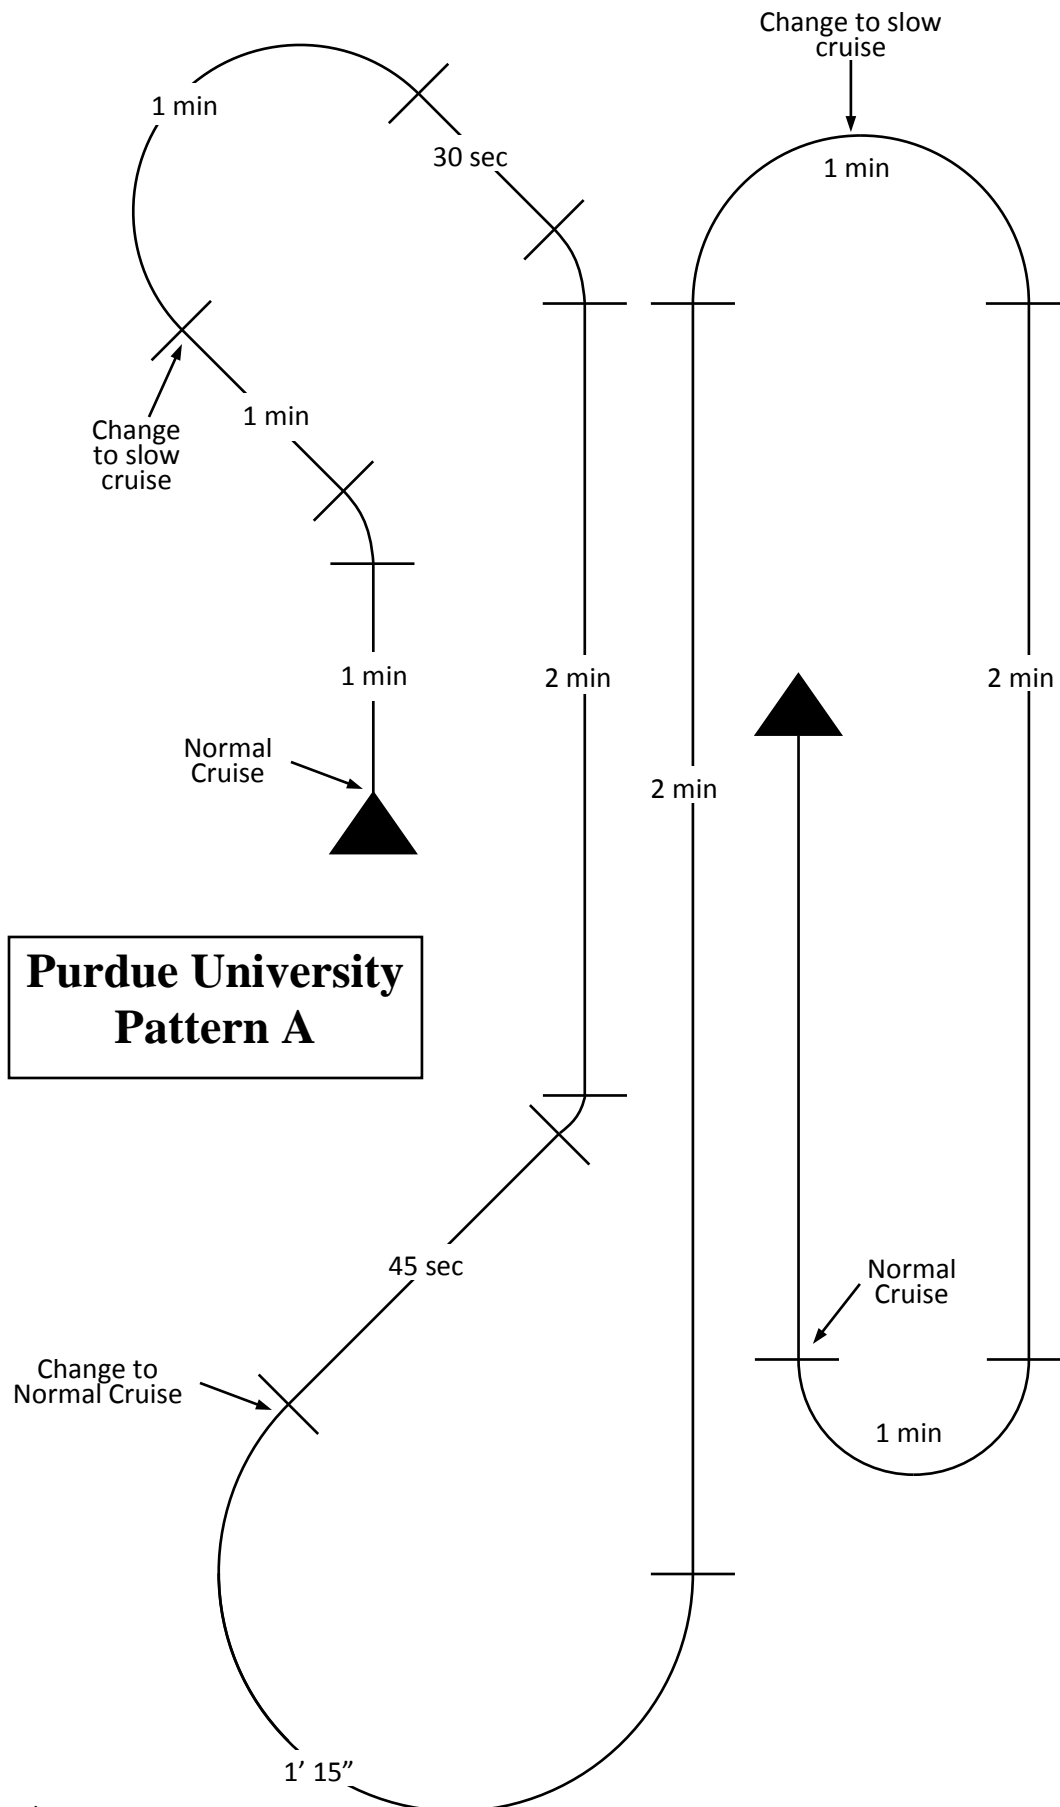 Change to slow
cruise
1 min
30 sec
1 min
Change
to slow
cruise
1 min
1 min
2 min
2 min
2 min
Normal
Cruise
Purdue University
Pattern A
45 sec
Normal
Cruise
Change to
Normal Cruise
1 min
1’ 15”